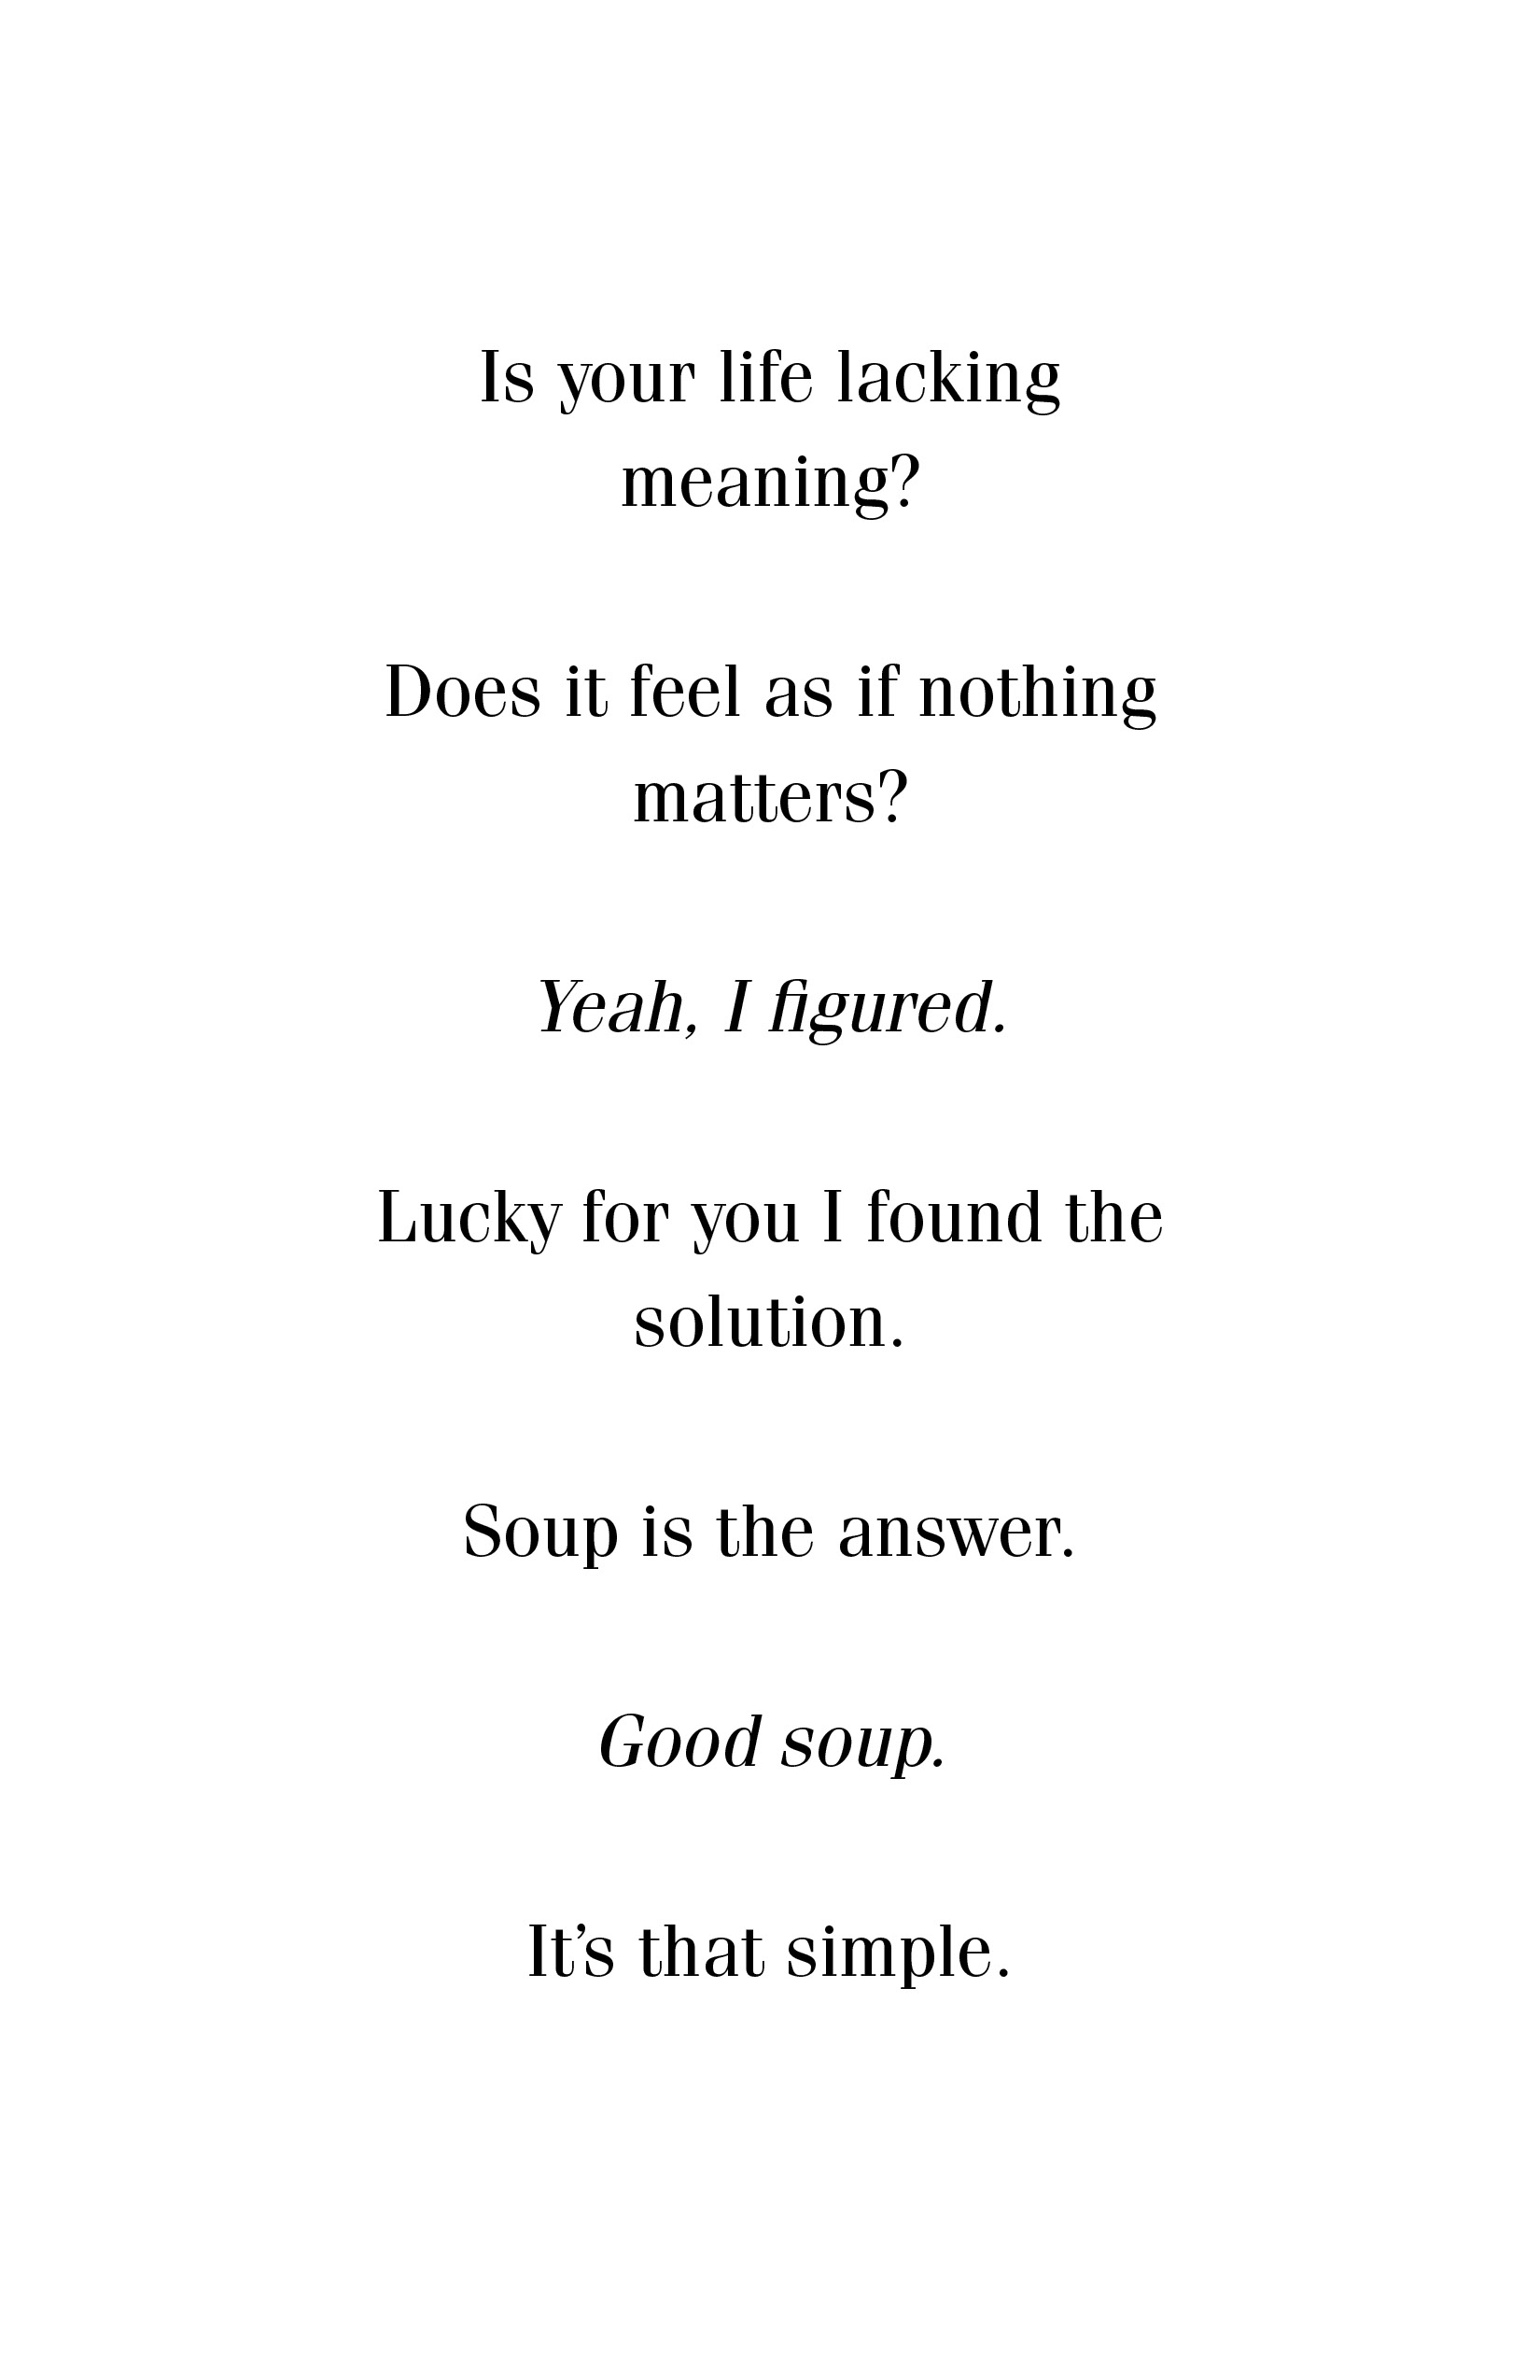 Is your life lacking
meaning?
Does it feel as if nothing
matters?
Yeah, I figured.
Lucky for you I found the
solution.
Soup is the answer.
Good soup.
It’s that simple.